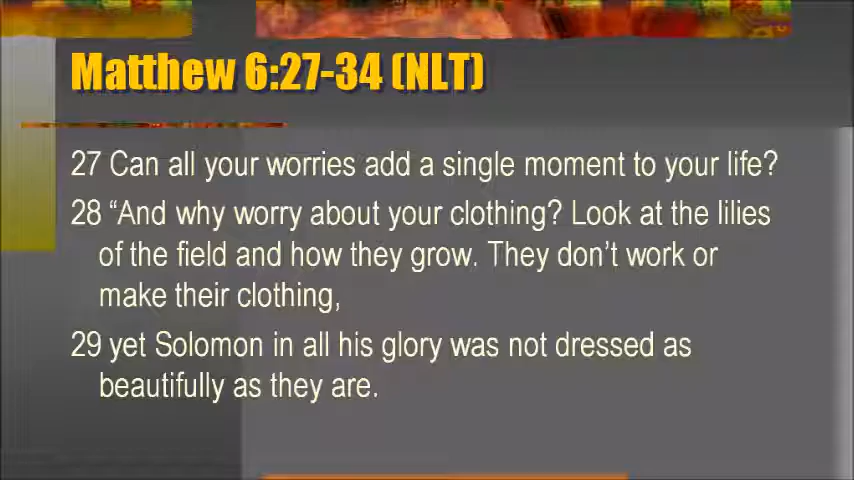 Matthew 6:27-34 (NLT)
27 Can all your worries add a single moment to your life?
28 “And why worry about your clothing? Look at the lilies
of the field and how they grow. They don’t work or
make their clothing,
29 yet Solomon in all his glory was not dressed as
beautifully as they are.